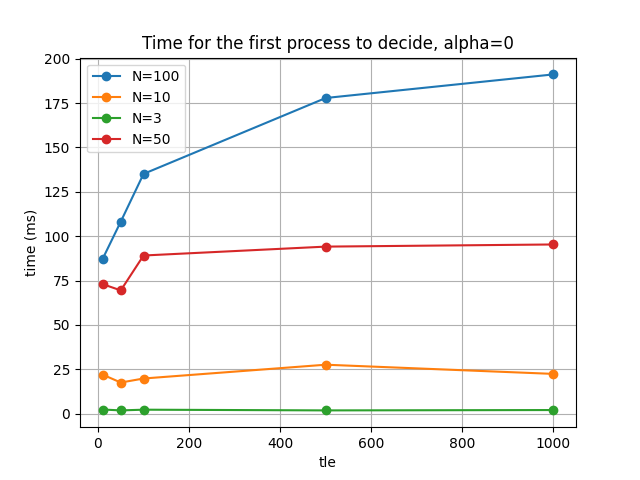 Time for the first process to decide, alpha=0
N=100
N=10
N=3
N=50
time (ms)
200
175
150
125
100
75
50
25
0
0 200 400 600 800 1000
tle